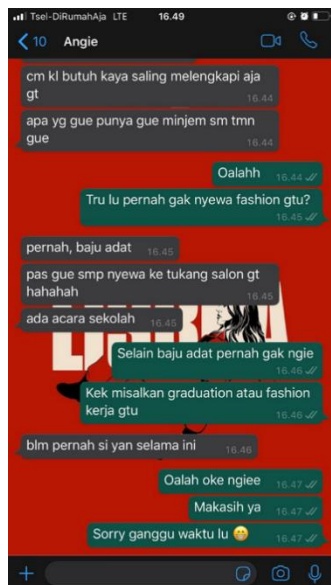 Tsel-DiRumahAja LTE 16.49
10 Angie
cm kl butuh kaya saling melengkapi aja
gt
16.44
apa yg gue punya gue minjem sm tmn
gue
16.44
Oalahh 16.44
Tru lu pernah gak nyewa fashion gtu?
16.45
pernah, baju adat 16.45
pas gue smp nyewa ke tukang salon gt
hahahah
16.45
ada acara sekolah 16.45
Selain baju adat pernah gak ngie
16.46
Kek misalkan graduation atau fashion
kerja gtu
16.46
blm pernah si yan selama ini 16.46
Oalah oke ngiee 16.47
Makasih ya 16.47
Sorry ganggu waktu lu 😁 16.47